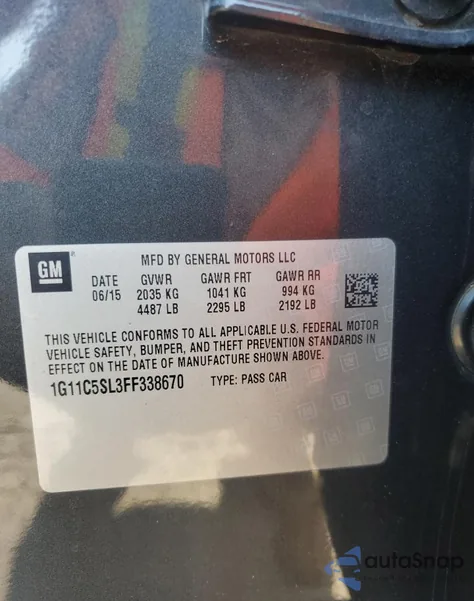 GM
MFD BY GENERAL MOTORS LLC
DATE GVWR GAWR FRT GAWR RR
06/15 2035 KG 1041 KG 994 KG
4487 LB 2295 LB 2192 LB
THIS VEHICLE CONFORMS TO ALL APPLICABLE U.S. FEDERAL MOTOR
VEHICLE SAFETY, BUMPER, AND THEFT PREVENTION STANDARDS IN
EFFECT ON THE DATE OF MANUFACTURE SHOWN ABOVE.
1G11C5SL3FF338670 TYPE: PASS CAR
autoSnap